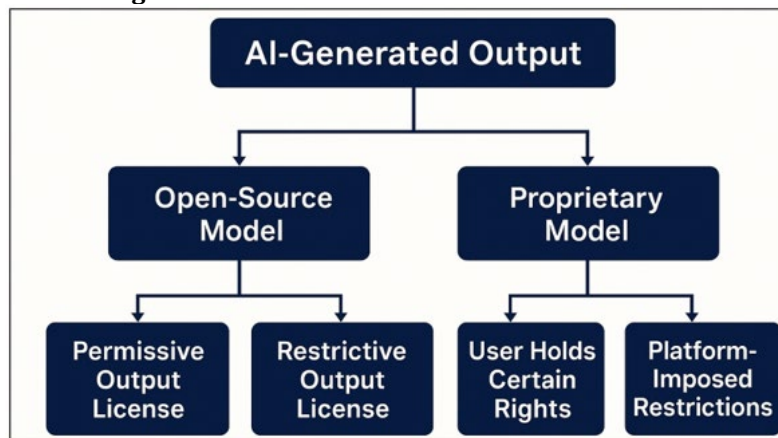 AI-Generated Output
Open-Source
Model
Proprietary
Model
Permissive
Output
License
Restrictive
Output
License
User Holds
Certain
Rights
Platform-
Imposed
Restrictions